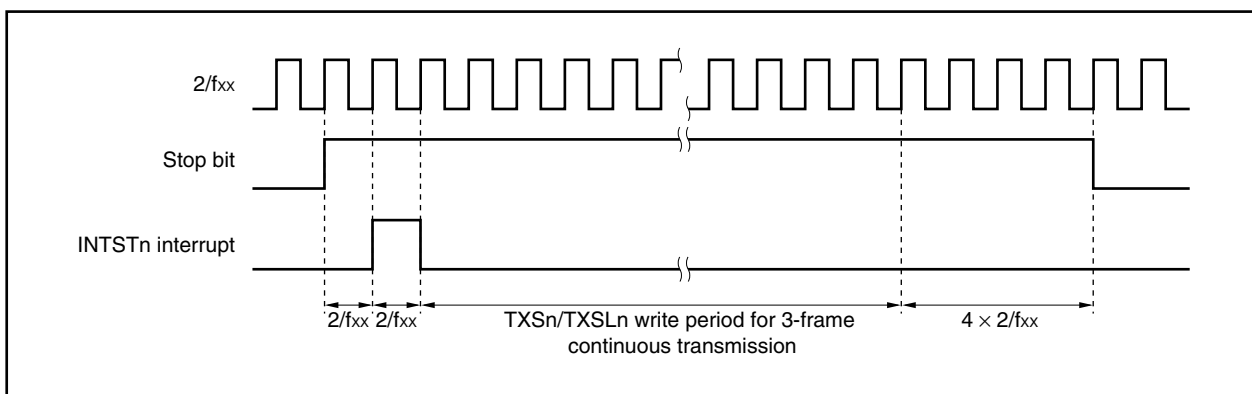 2/fxx
Stop bit
INTSTn interrupt
2/fxx 2/fxx TXSn/TXSLn write period for 3-frame 4 × 2/fxx
continuous transmission